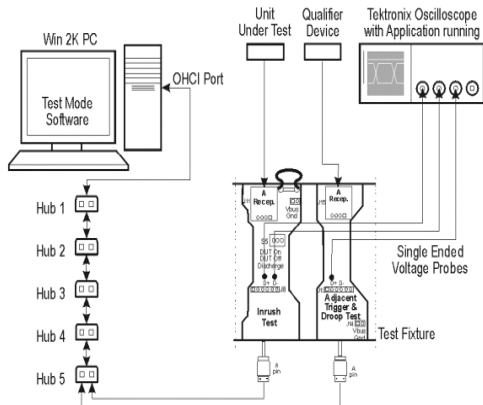 Win 2K PC
Test Mode
Software
OHCI Port
Unit
Under Test
Qualifier
Device
Tektronix Oscilloscope
with Application running
Hub 1
Hub 2
Hub 3
Hub 4
Hub 5
A
Recep.
Vbus
Gnd
S5
DUT On
DUT Off
Discharge
D+ D-
Inrush
Test
A
Recep.
D+ D-
Adjacent
Trigger &
Droop Test
Vbus
Gnd
Single Ended
Voltage Probes
Test Fixture
pin
A
pin